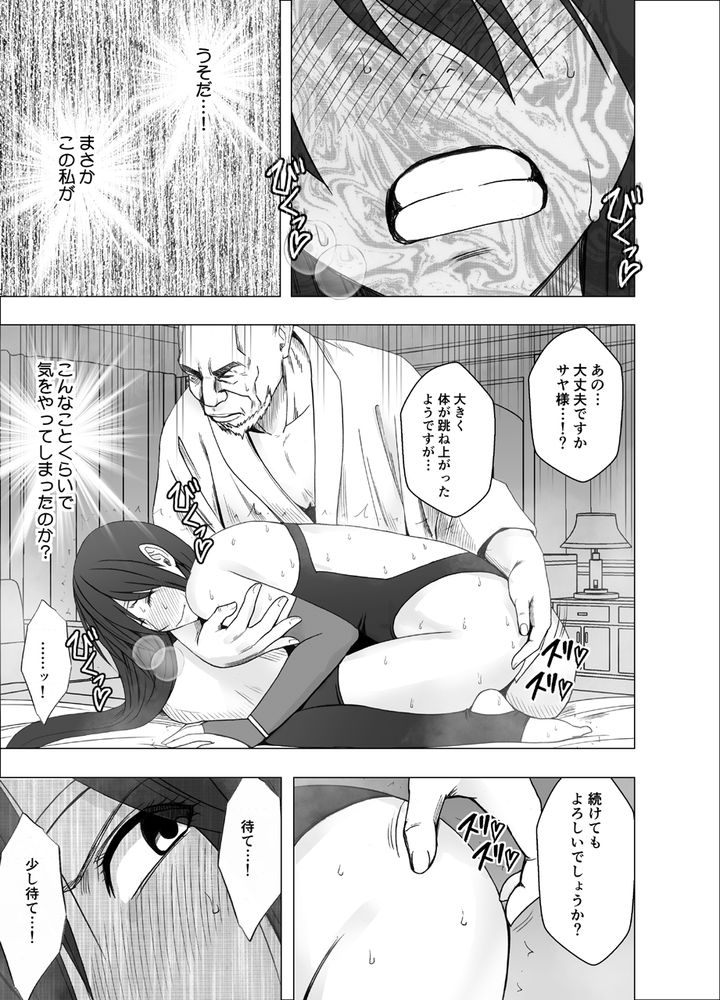 びくっ♡
びくっ♡
うそだ…！
まさか
この私が
あの…
大丈夫ですか
サヤ様…！？
大きく
体が跳ね上がった
ようですが…
こんなことくらいで
気をやってしまったのか？
びくっ♡
びくっ♡
……ッ！
ズリ♡
ズリ♡
続けても
よろしいでしょうか？
ズリ♡
ズリ♡
待て…！
少し待て…！